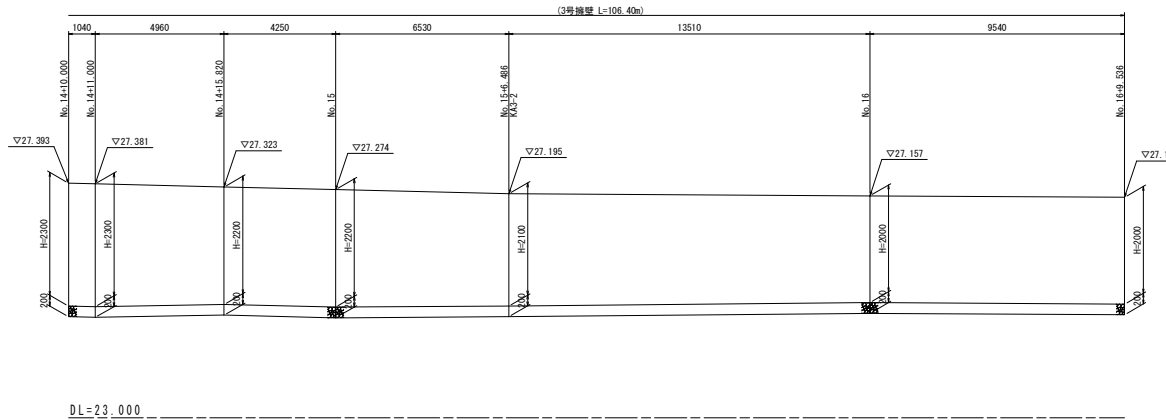 (3号擁壁 L=106.40m)
1040
4960
4250
6530
13510
9540
No.14+10.000
No.14+11.000
No.14+15.820
No.15
No.15+6.486
KA3-2
No.16
No.16+9.536
▽27.393
▽27.381
▽27.323
▽27.274
▽27.195
▽27.157
▽27.1
H=2300
H=2300
H=2200
H=2200
H=2100
H=2000
H=2000
200
200
200
200
200
200
200
DL=23.000